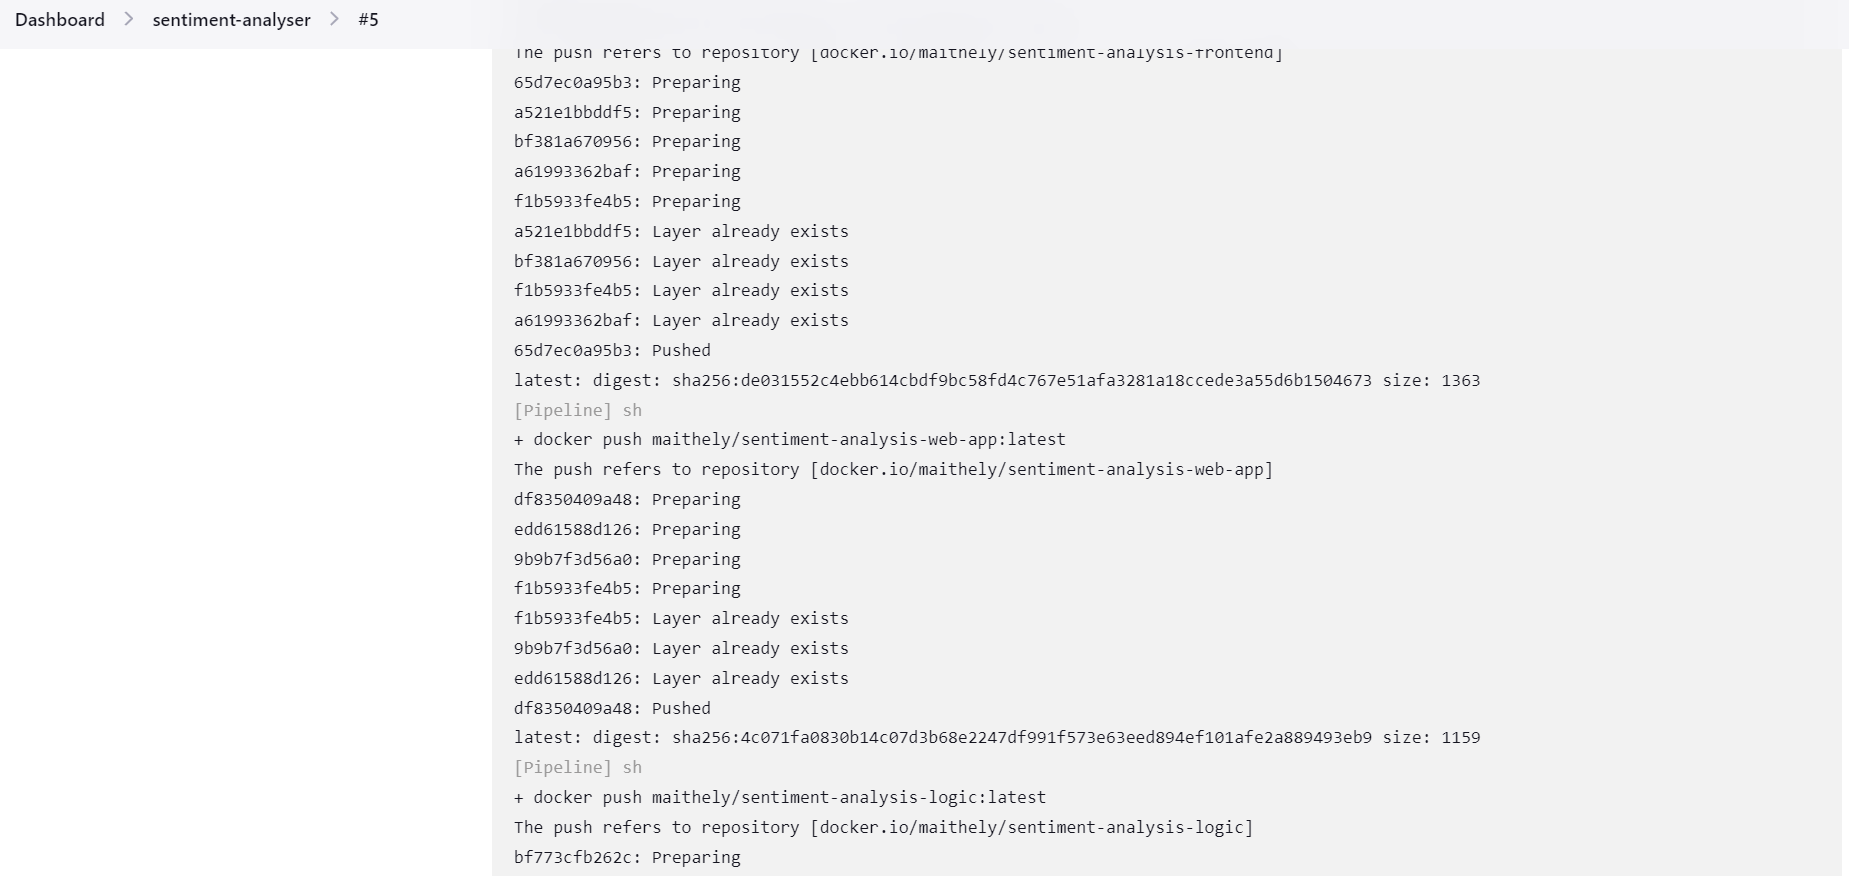 Dashboard > sentiment-analyser > #5
The push refers to repository [docker.io/maithely/sentiment-analysis-frontend]
65d7ec0a95b3: Preparing
a521e1bbddf5: Preparing
bf381a670956: Preparing
a61993362baf: Preparing
f1b5933fe4b5: Preparing
a521e1bbddf5: Layer already exists
bf381a670956: Layer already exists
f1b5933fe4b5: Layer already exists
a61993362baf: Layer already exists
65d7ec0a95b3: Pushed
latest: digest: sha256:de031552c4ebb614cbdf9bc58fd4c767e51afa3281a18ccede3a55d6b1504673 size: 1363
[Pipeline] sh
+ docker push maithely/sentiment-analysis-web-app:latest
The push refers to repository [docker.io/maithely/sentiment-analysis-web-app]
df8350409a48: Preparing
edd61588d126: Preparing
9b9b7f3d56a0: Preparing
f1b5933fe4b5: Preparing
f1b5933fe4b5: Layer already exists
9b9b7f3d56a0: Layer already exists
edd61588d126: Layer already exists
df8350409a48: Pushed
latest: digest: sha256:4c071fa0830b14c07d3b68e2247df991f573e63eed894ef101afe2a889493eb9 size: 1159
[Pipeline] sh
+ docker push maithely/sentiment-analysis-logic:latest
The push refers to repository [docker.io/maithely/sentiment-analysis-logic]
bf773cfb262c: Preparing